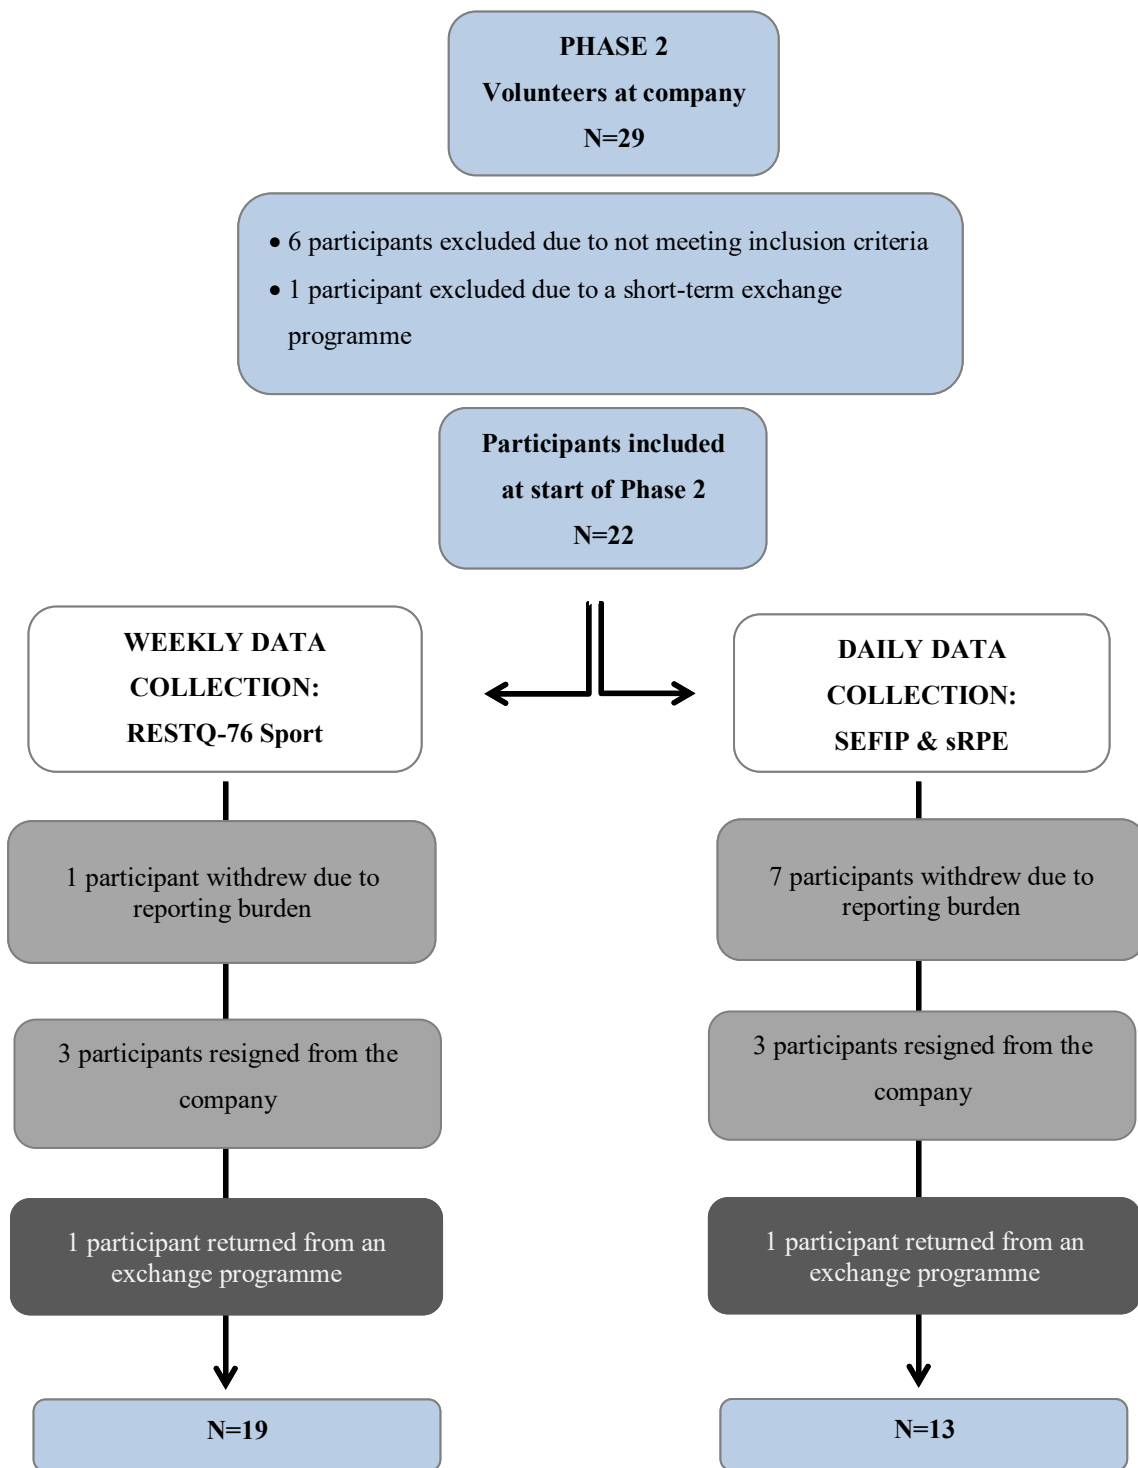 PHASE 2
Volunteers at company
N=29
• 6 participants excluded due to not meeting inclusion criteria
• 1 participant excluded due to a short-term exchange
programme
Participants included
at start of Phase 2
N=22
WEEKLY DATA
COLLECTION:
RESTQ-76 Sport
DAILY DATA
COLLECTION:
SEFIP & sRPE
1 participant withdrew due to
reporting burden
7 participants withdrew due to
reporting burden
3 participants resigned from the
company
3 participants resigned from the
company
1 participant returned from an
exchange programme
1 participant returned from an
exchange programme
N=19
N=13